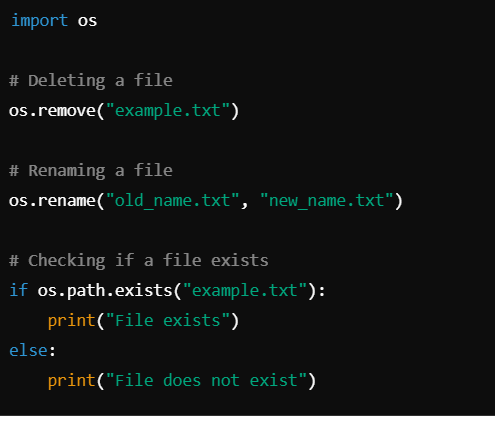 import os
# Deleting a file
os.remove("example.txt")
# Renaming a file
os.rename("old_name.txt", "new_name.txt")
# Checking if a file exists
if os.path.exists("example.txt"):
    print("File exists")
else:
    print("File does not exist")